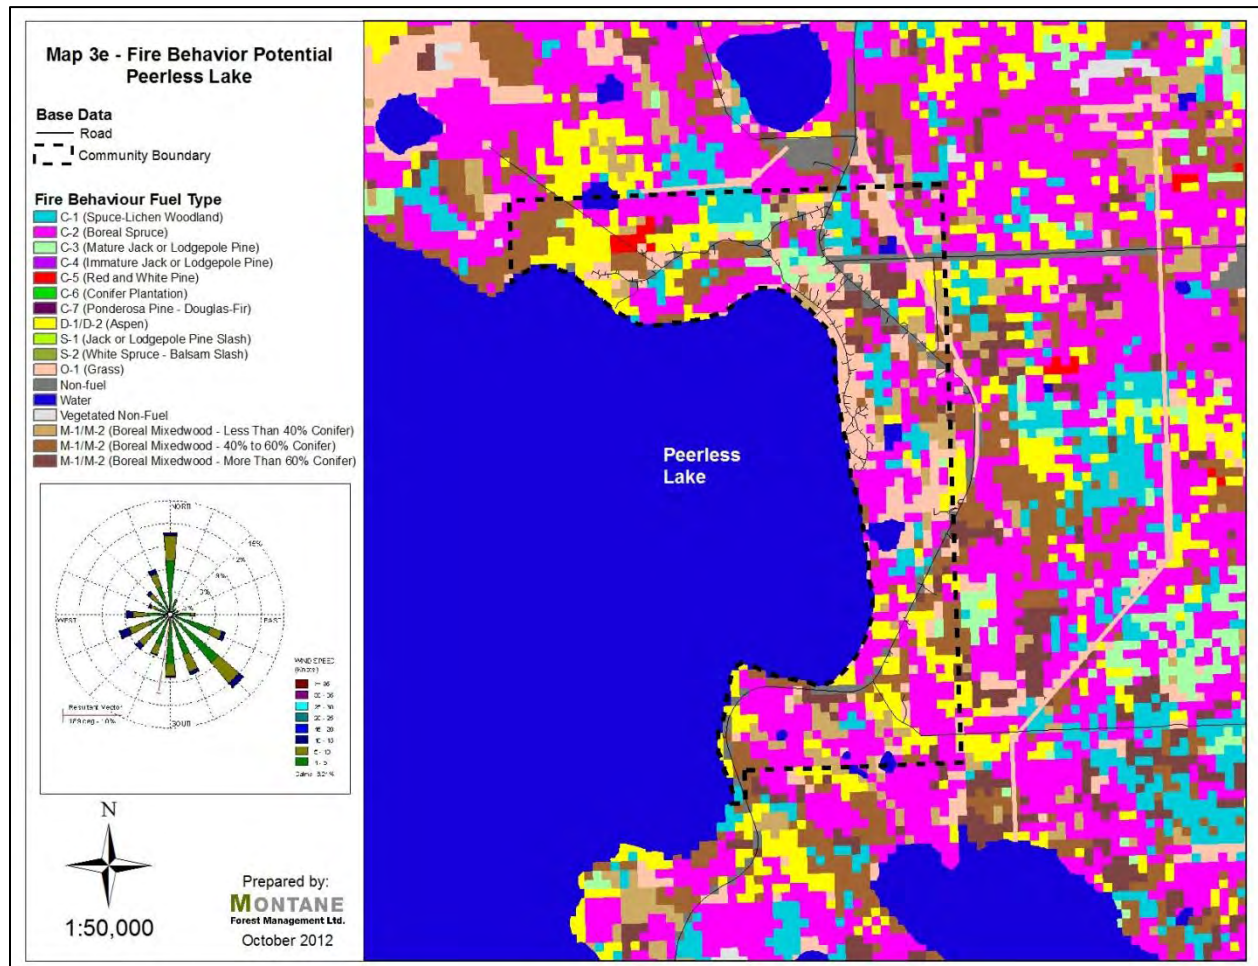 Map 3e - Fire Behavior Potential
Peerless Lake
Base Data
Road
Community Boundary
Fire Behaviour Fuel Type
C-1 (Spuce-Lichen Woodland)
C-2 (Boreal Spruce)
C-3 (Mature Jack or Lodgepole Pine)
C-4 (Immature Jack or Lodgepole Pine)
C-5 (Red and White Pine)
C-6 (Conifer Plantation)
C-7 (Ponderosa Pine - Douglas-Fir)
D-1/D-2 (Aspen)
S-1 (Jack or Lodgepole Pine Slash)
S-2 (White Spruce - Balsam Slash)
O-1 (Grass)
Non-fuel
Water
Vegetated Non-Fuel
M-1/M-2 (Boreal Mixedwood - Less Than 40% Conifer)
M-1/M-2 (Boreal Mixedwood - 40% to 60% Conifer)
M-1/M-2 (Boreal Mixedwood - More Than 60% Conifer)
NORTH
15%
12%
9%
WEST
EAST
WIND SPEED
(Knots)
Resultant Vector
SOUTH
N
1:50,000
Prepared by:
MONTANE
Forest Management Ltd.
October 2012
Peerless
Lake